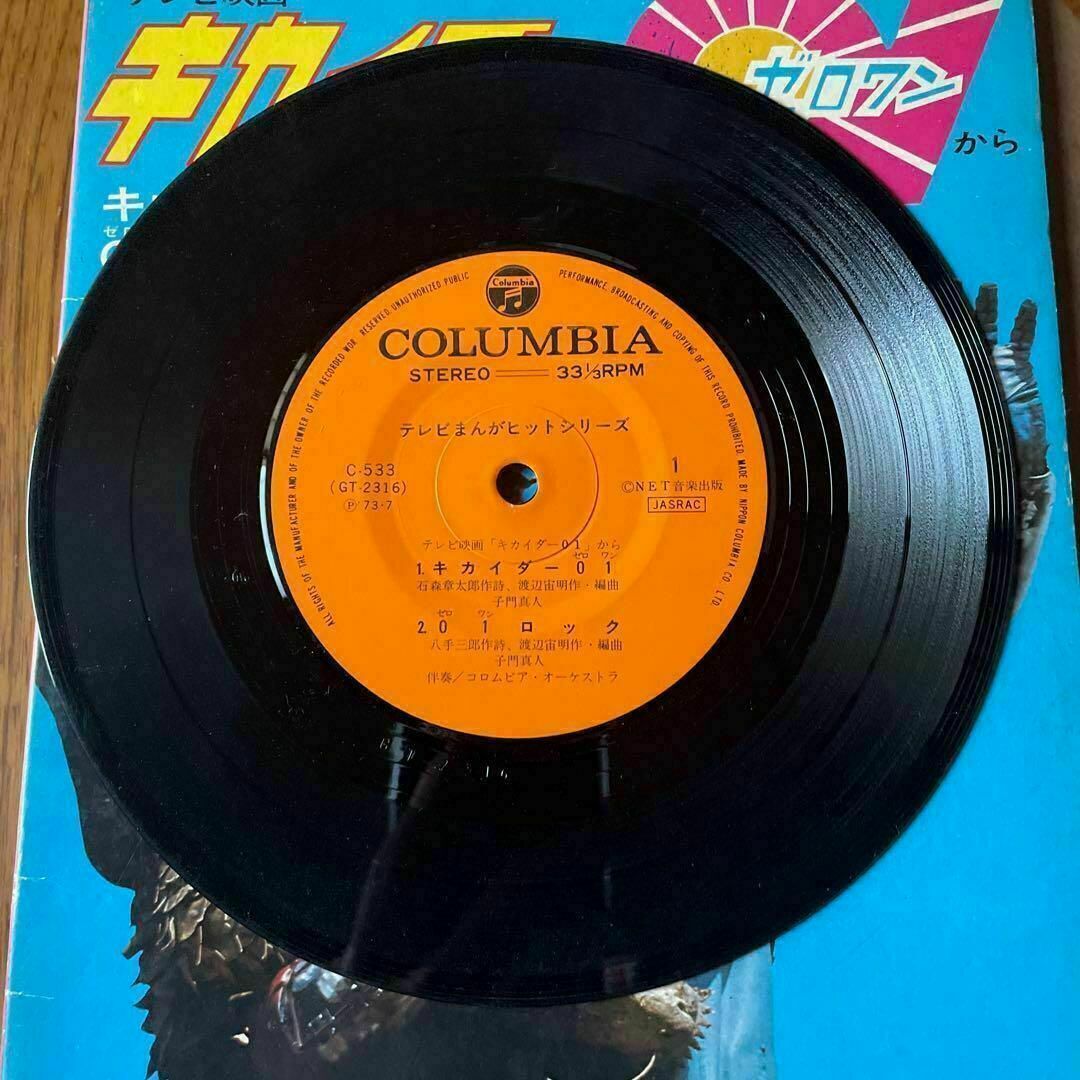 テレビ映画
キカイダー
ゼロワン
から
Columbia
ALL RIGHTS OF THE MANUFACTURER AND OF THE OWNER OF THE RECORDED WORK RESERVED. UNAUTHORIZED PUBLIC PERFORMANCE, BROADCASTING AND COPYING OF THIS RECORD PROHIBITED. MADE BY NIPPON COLUMBIA CO., LTD.
COLUMBIA
STEREO 33⅓RPM
テレビまんがヒットシリーズ
C-533 1
(GT-2316) ©NET音楽出版
Ⓟ'73・7 JASRAC
テレビ映画「キカイダー01」から
ゼロ ワン
1. キカイダー 0 1
石森章太郎作詩、渡辺宙明作・編曲
子門真人
ゼロ ワン
2. 0 1 ロック
八手三郎作詩、渡辺宙明作・編曲
子門真人
伴奏/コロムビア・オーケストラ